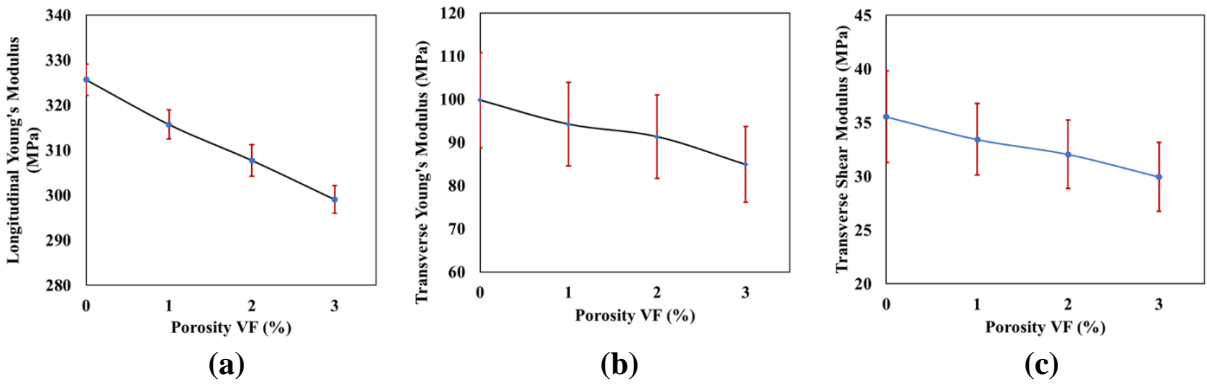 Longitudinal Young's Modulus
(MPa)
340
330
320
310
300
290
280
0 1 2 3
Porosity VF (%)
(a)
Transverse Young's Modulus (MPa)
120
110
100
90
80
70
60
0 1 2 3
Porosity VF (%)
(b)
Transverse Shear Modulus (MPa)
45
40
35
30
25
20
0 1 2 3
Porosity VF (%)
(c)